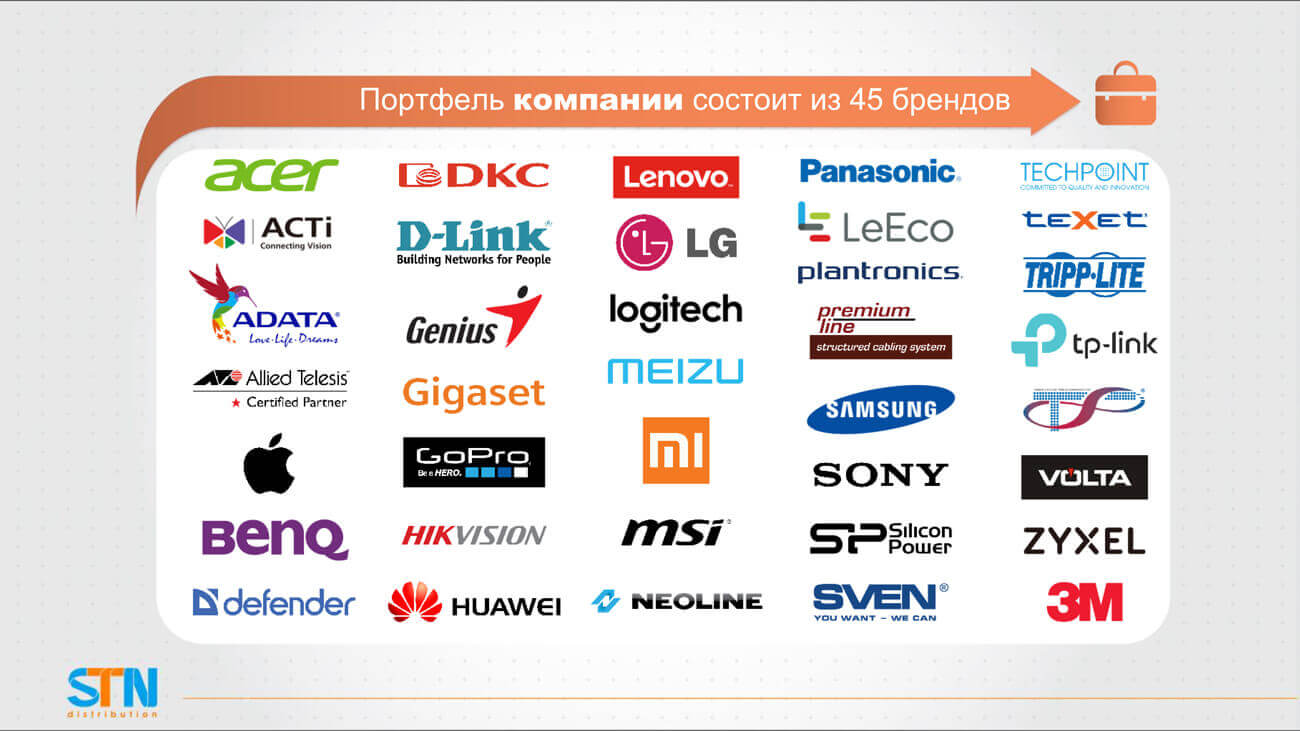 Портфель компании состоит из 45 брендов
acer
ACTi
Connecting Vision
ADATA®
Love·Life·Dreams
Allied Telesis™
Certified Partner
BenQ
defender
DKC
D-Link®
Building Networks for People
Genius
Gigaset
GoPro
Be a HERO.
HIKVISION
HUAWEI
Lenovo™
LG
logitech
MEIZU
mi
msi®
NEOLINE
Panasonic®
LeEco
plantronics®
premium
line
structured cabling system
SAMSUNG
SONY
SP Silicon
Power
SVEN®
YOU WANT – WE CAN
TECHPOINT
COMMITTED TO QUALITY AND INNOVATION
teXet
TRIPP·LITE
tp-link
TS
VOLTA
ZYXEL
3M
STN
distribution